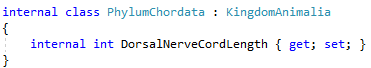 internal class PhylumChordata : KingdomAnimalia
{
    internal int DorsalNerveCordLength { get; set; }
}